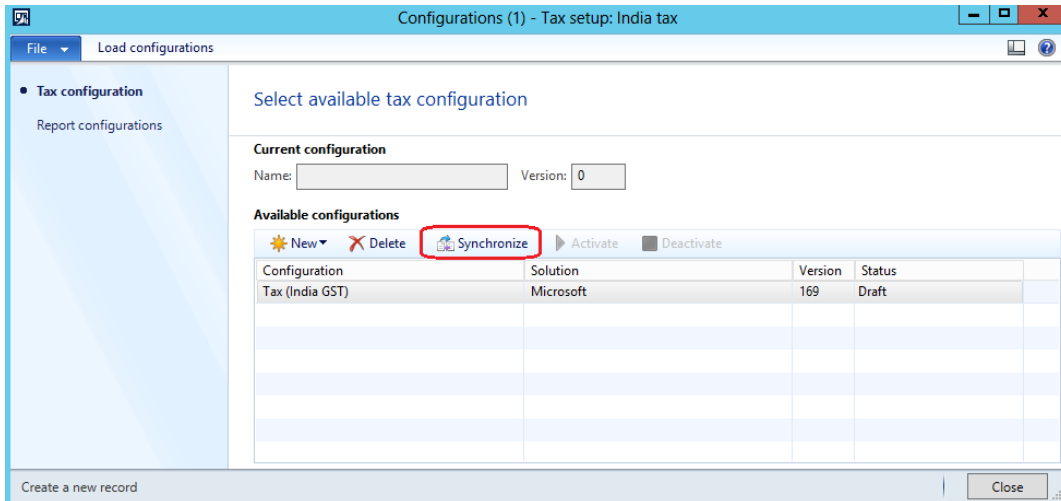 Configurations (1) - Tax setup: India tax
File Load configurations
Tax configuration
Report configurations
Select available tax configuration
Current configuration
Name: Version: 0
Available configurations
New Delete Synchronize Activate Deactivate
Configuration Solution Version Status
Tax (India GST) Microsoft 169 Draft
Create a new record Close